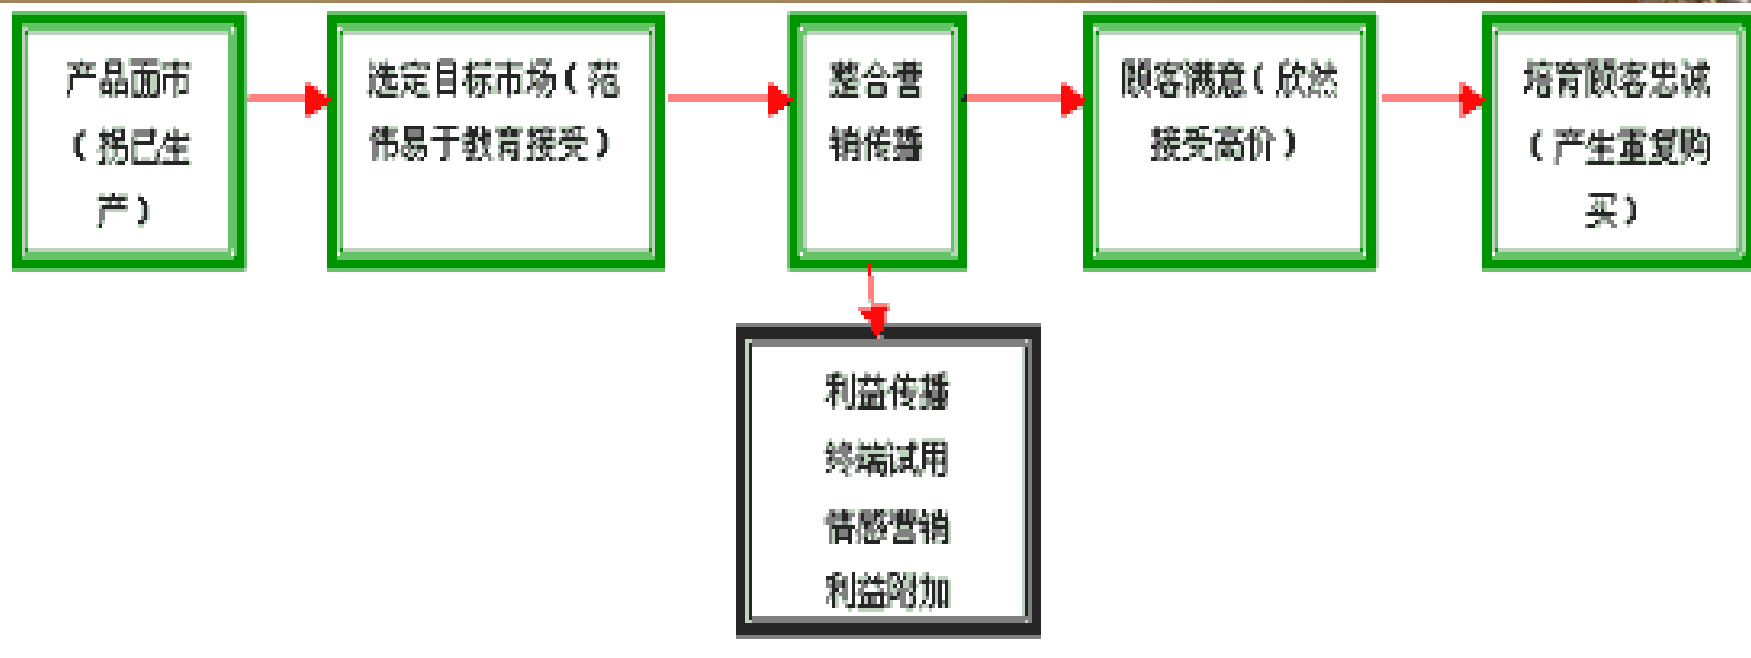 产品面市
（拐已生
产）
选定目标市场（范
伟易于教育接受）
整合营
销传播
顾客满意（欣然
接受高价）
培育顾客忠诚
（产生重复购
买）
利益传播
终端试用
情感营销
利益附加